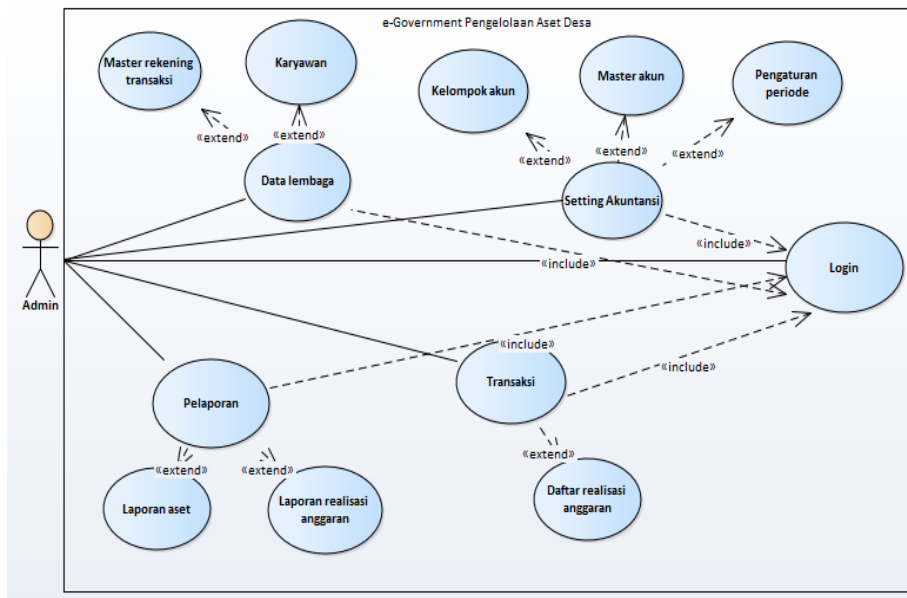 e-Government Pengelolaan Aset Desa
Master rekening
transaksi
Karyawan
Kelompok akun
Master akun
Pengaturan
periode
«extend»
«extend»
«extend»
«extend»
«extend»
Data lembaga
Setting Akuntansi
«include»
«include»
Login
Admin
«include»
«include»
Pelaporan
Transaksi
«extend»
«extend»
«extend»
Laporan aset
Laporan realisasi
anggaran
Daftar realisasi
anggaran